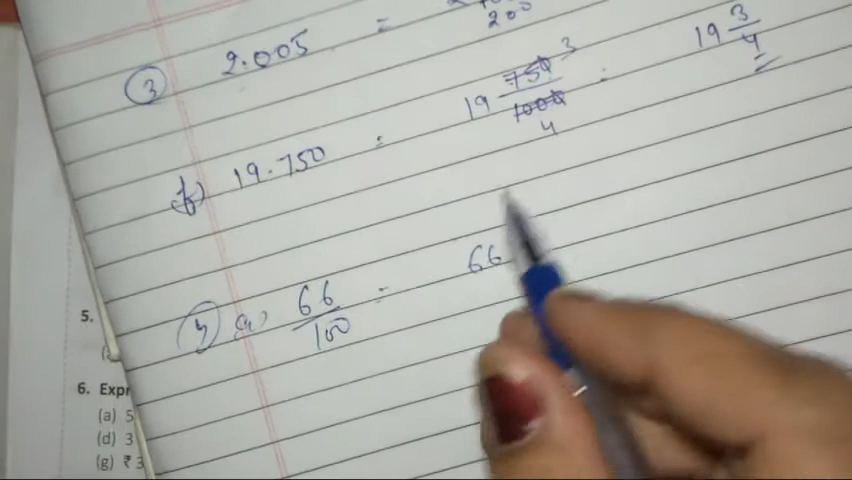 ③ 2.005 = 200
f) 19.750 = 19 750/1000 3 4 = 19 3/4
④ a) 66/100 = 66
5.
6. Expr
(a) 5
(d) 3
(g) ₹ 3